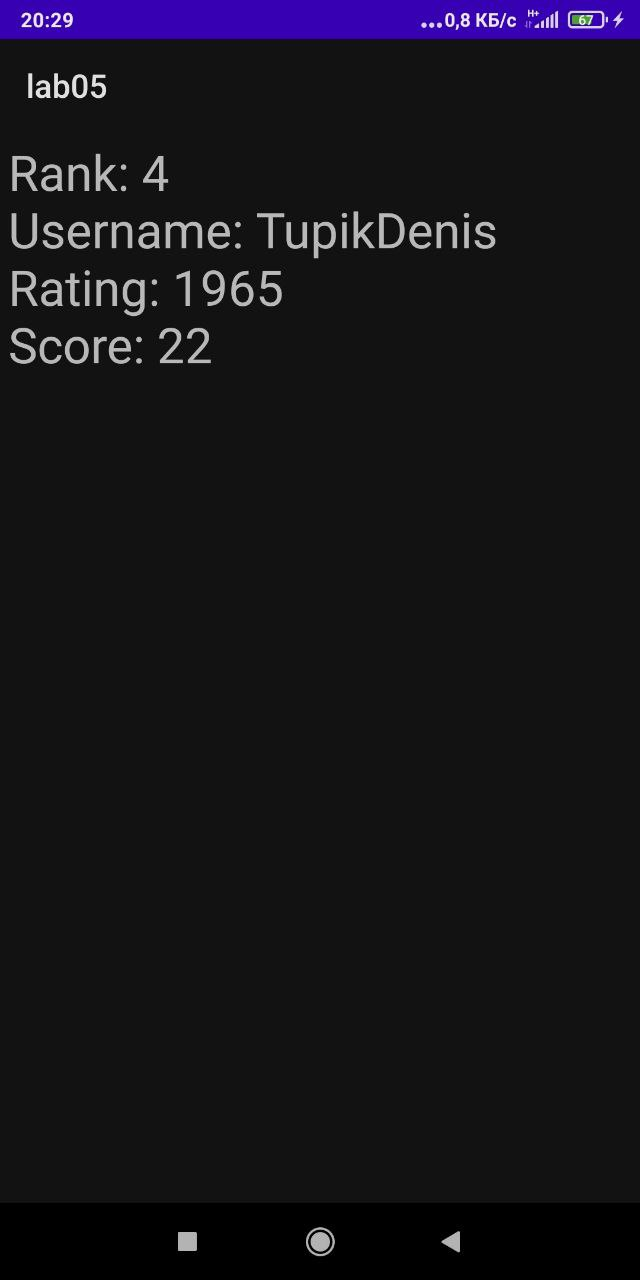 20:29
...0,8 КБ/с H+ 67
lab05
Rank: 4
Username: TupikDenis
Rating: 1965
Score: 22